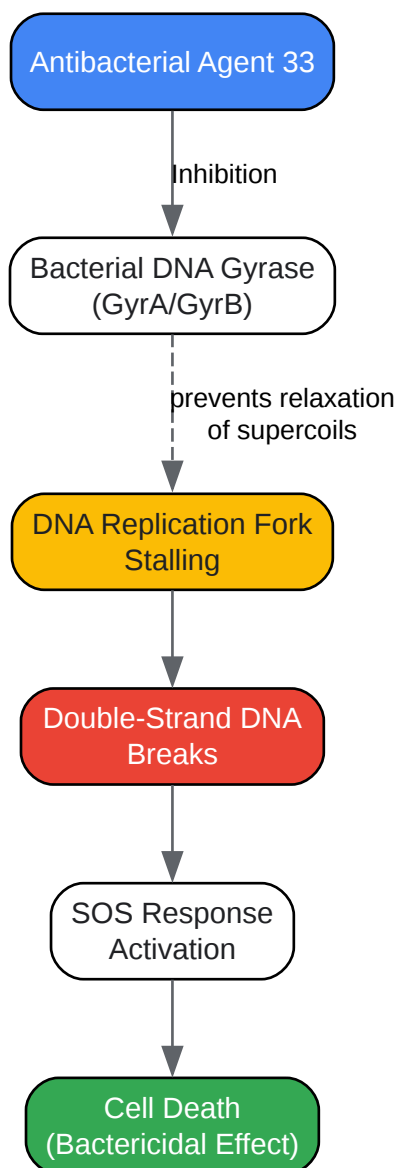 Antibacterial Agent 33
Inhibition
Bacterial DNA Gyrase
(GyrA/GyrB)
prevents relaxation
of supercoils
DNA Replication Fork
Stalling
Double-Strand DNA
Breaks
SOS Response
Activation
Cell Death
(Bactericidal Effect)